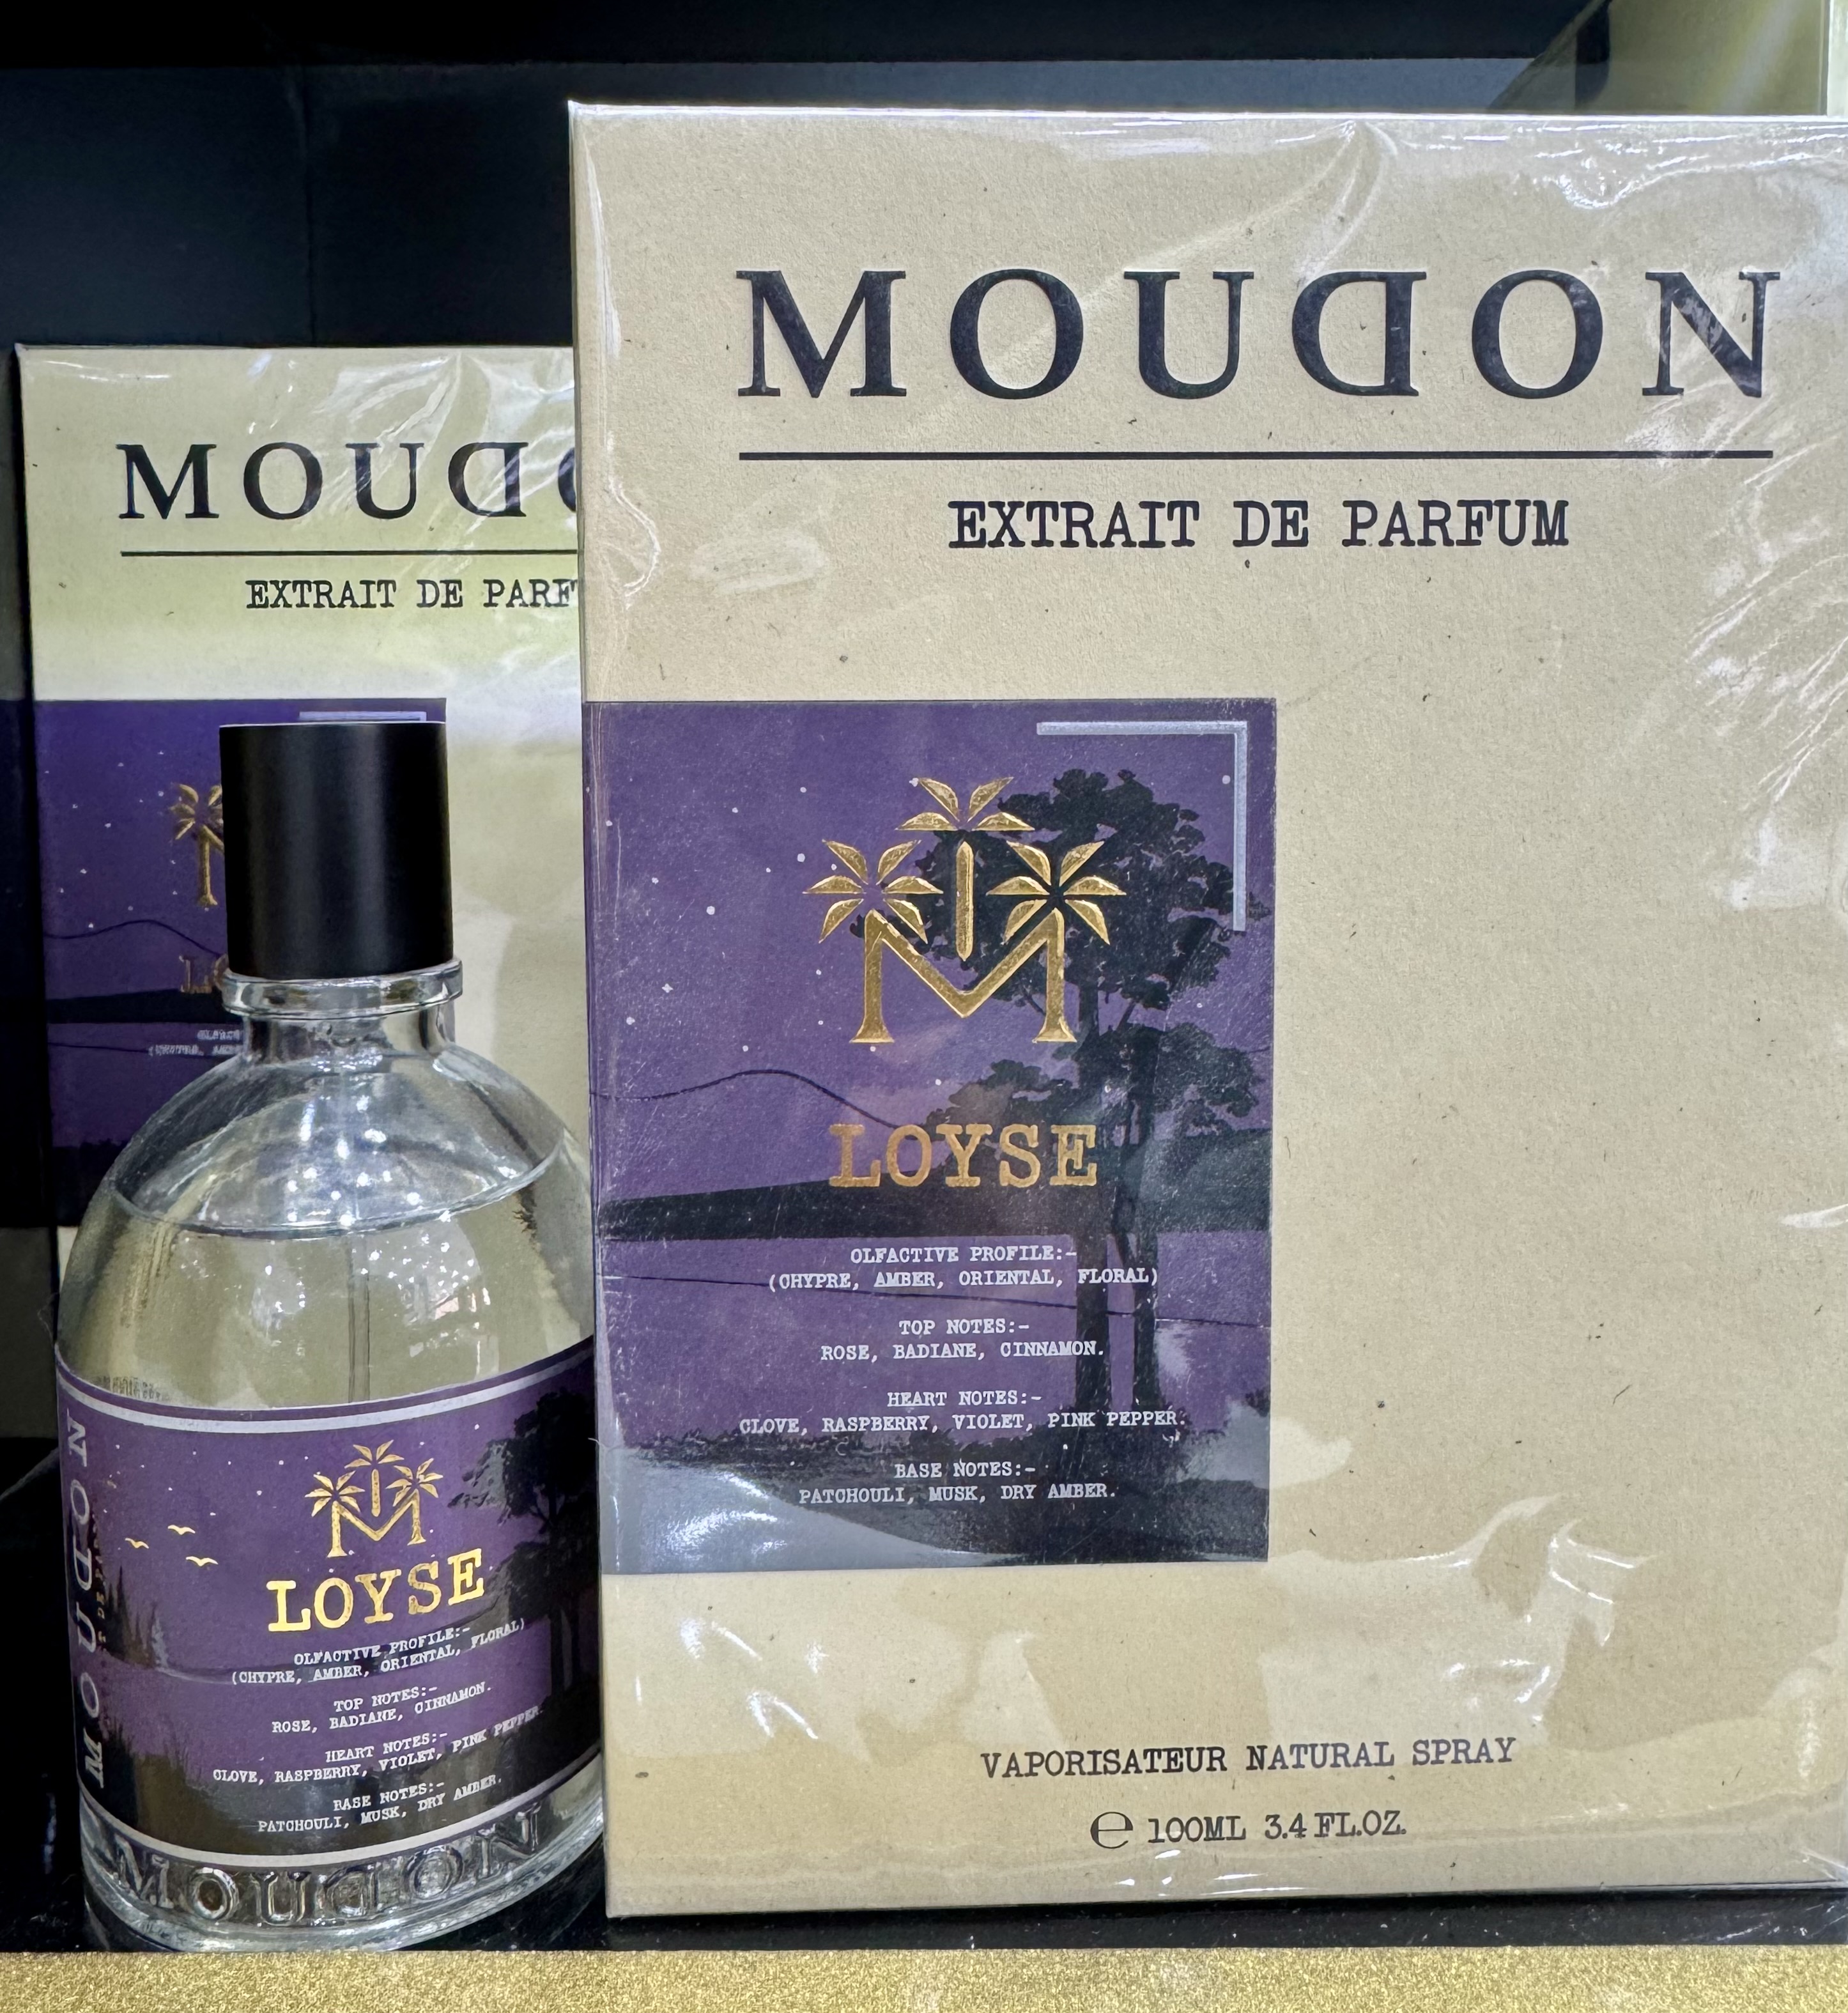 MOUDON
EXTRAIT DE PARFUM
LOYSE
OLFACTIVE PROFILE:-
(CHYPRE, AMBER, ORIENTAL, FLORAL)
TOP NOTES:-
ROSE, BADIANE, CINNAMON.
HEART NOTES:-
CLOVE, RASPBERRY, VIOLET, PINK PEPPER.
BASE NOTES:-
PATCHOULI, MUSK, DRY AMBER.
VAPORISATEUR NATURAL SPRAY
℮ 100ML 3.4 FL.OZ.
EXTRAIT DE
MOUDON
LOYSE
OLFACTIVE PROFILE:-
(CHYPRE, AMBER, ORIENTAL, FLORAL)
TOP NOTES:-
ROSE, BADIANE, CINNAMON.
HEART NOTES:-
CLOVE, RASPBERRY, VIOLET, PINK PEPPER.
BASE NOTES:-
PATCHOULI, MUSK, DRY AMBER.
MOUDON